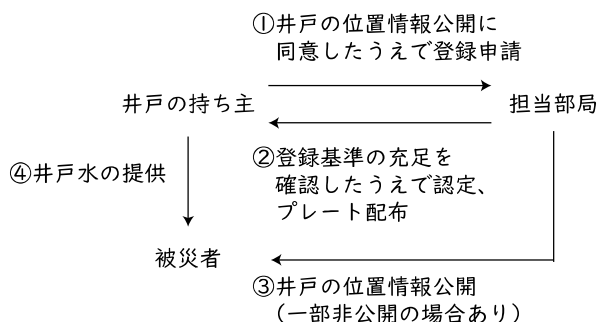 ①井戸の位置情報公開に
同意したうえで登録申請
井戸の持ち主
担当部局
④井戸水の提供
②登録基準の充足を
確認したうえで認定、
プレート配布
被災者
③井戸の位置情報公開
(一部非公開の場合あり)